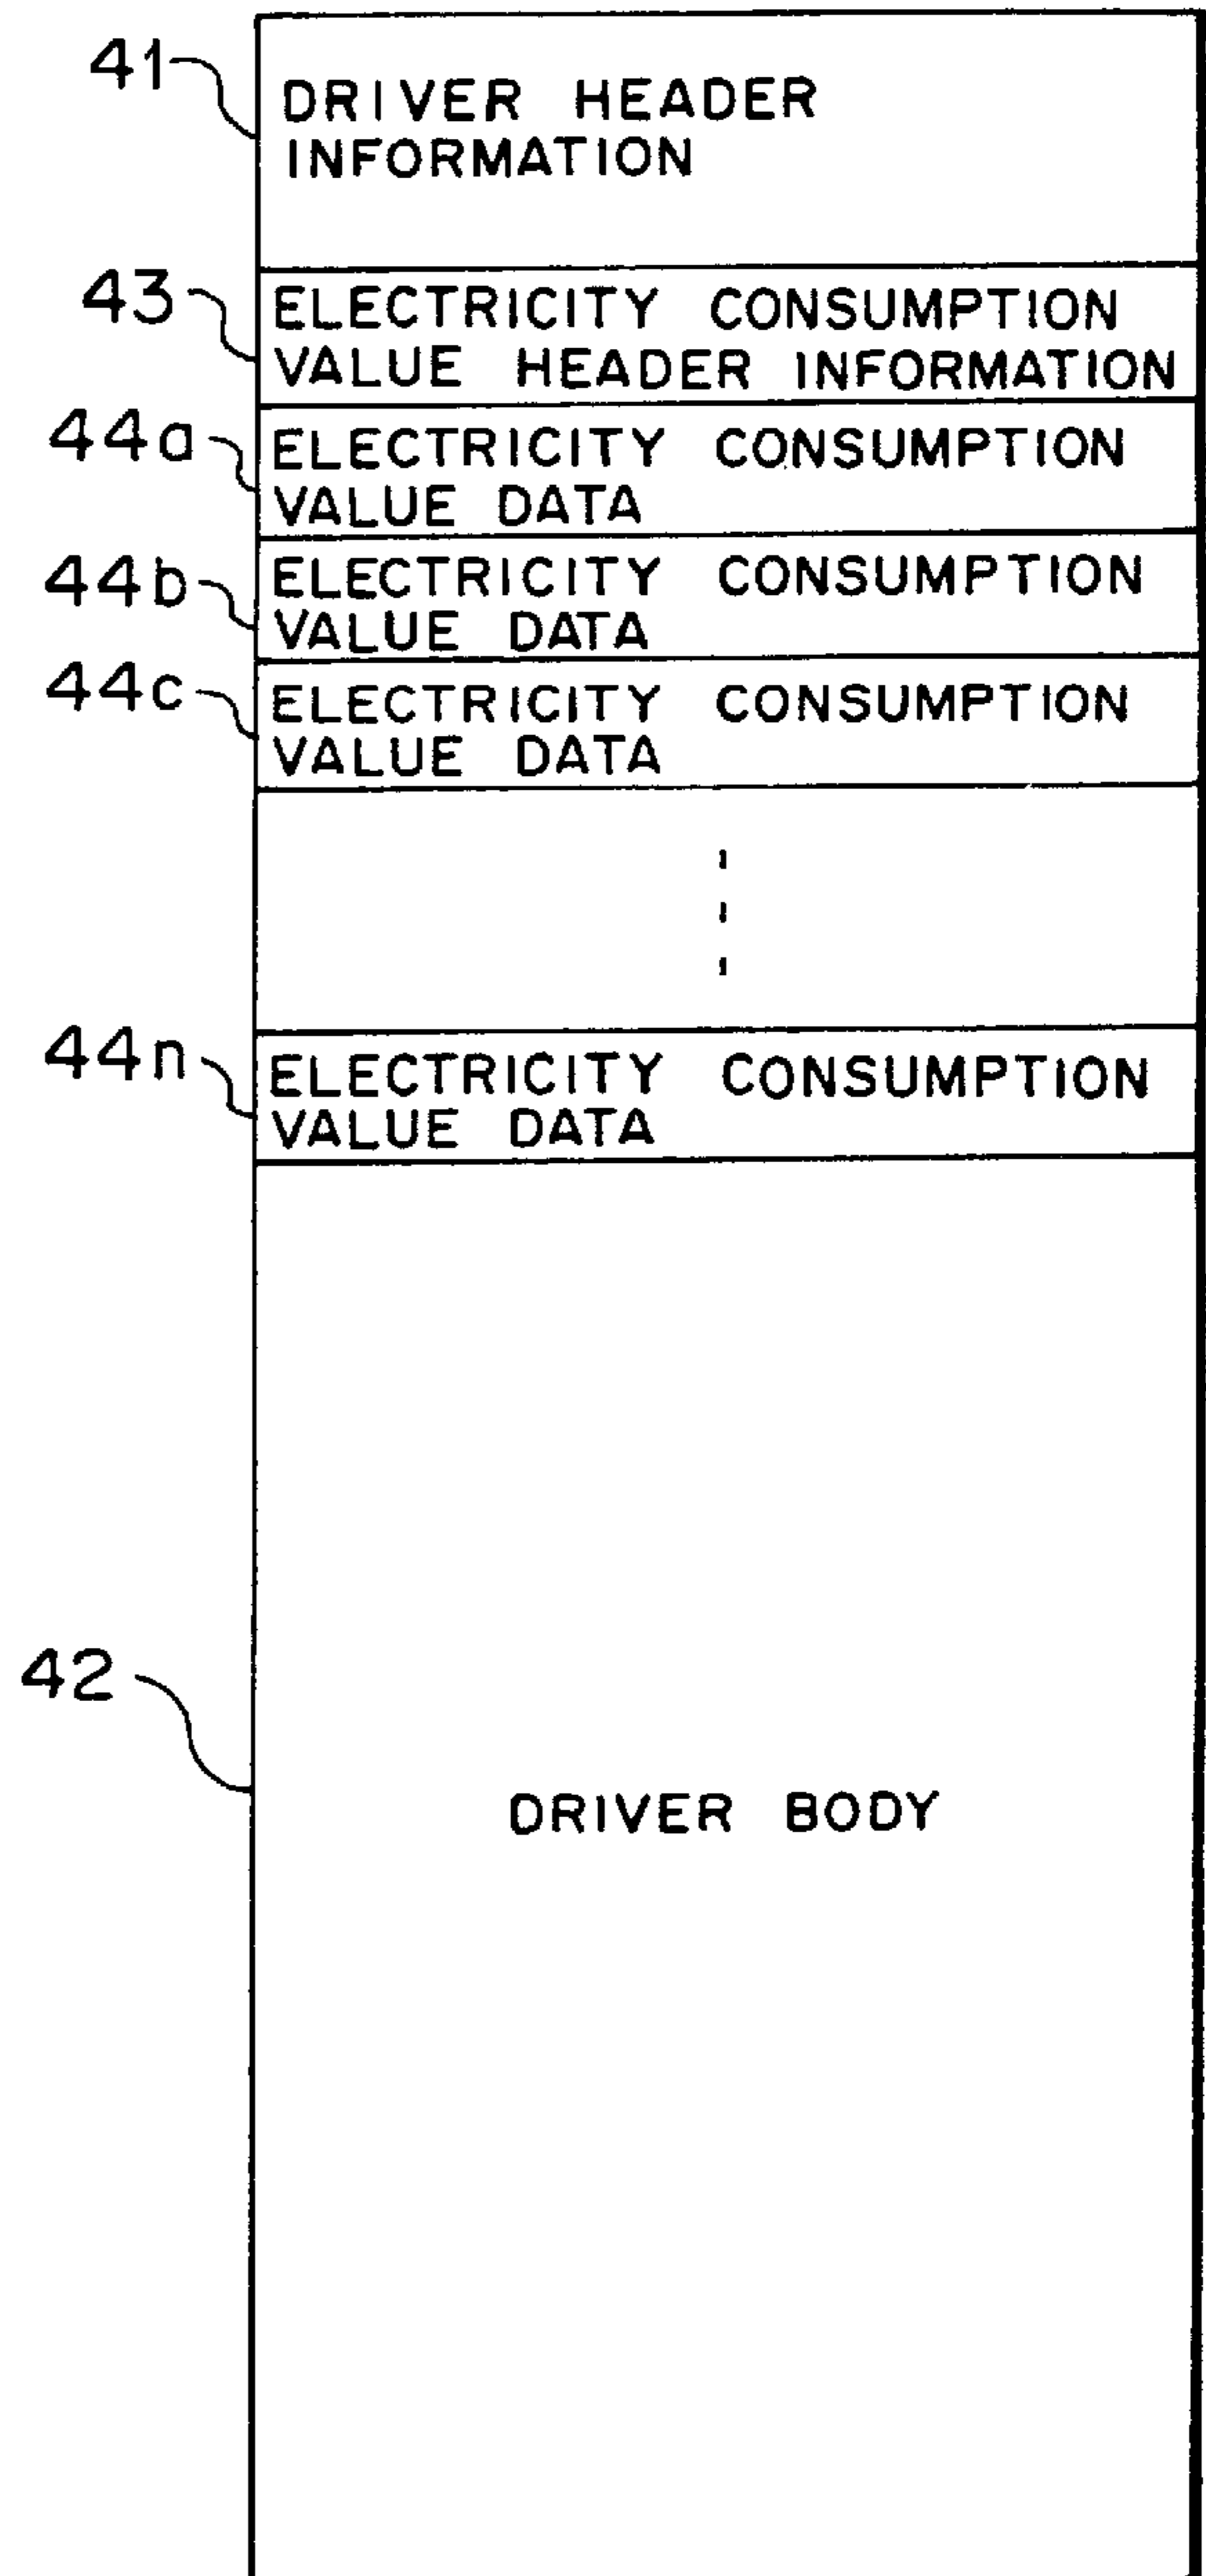 41
DRIVER HEADER
INFORMATION
43
ELECTRICITY CONSUMPTION
VALUE HEADER INFORMATION
44a
ELECTRICITY CONSUMPTION
VALUE DATA
44b
ELECTRICITY CONSUMPTION
VALUE DATA
44c
ELECTRICITY CONSUMPTION
VALUE DATA
44n
ELECTRICITY CONSUMPTION
VALUE DATA
42
DRIVER BODY